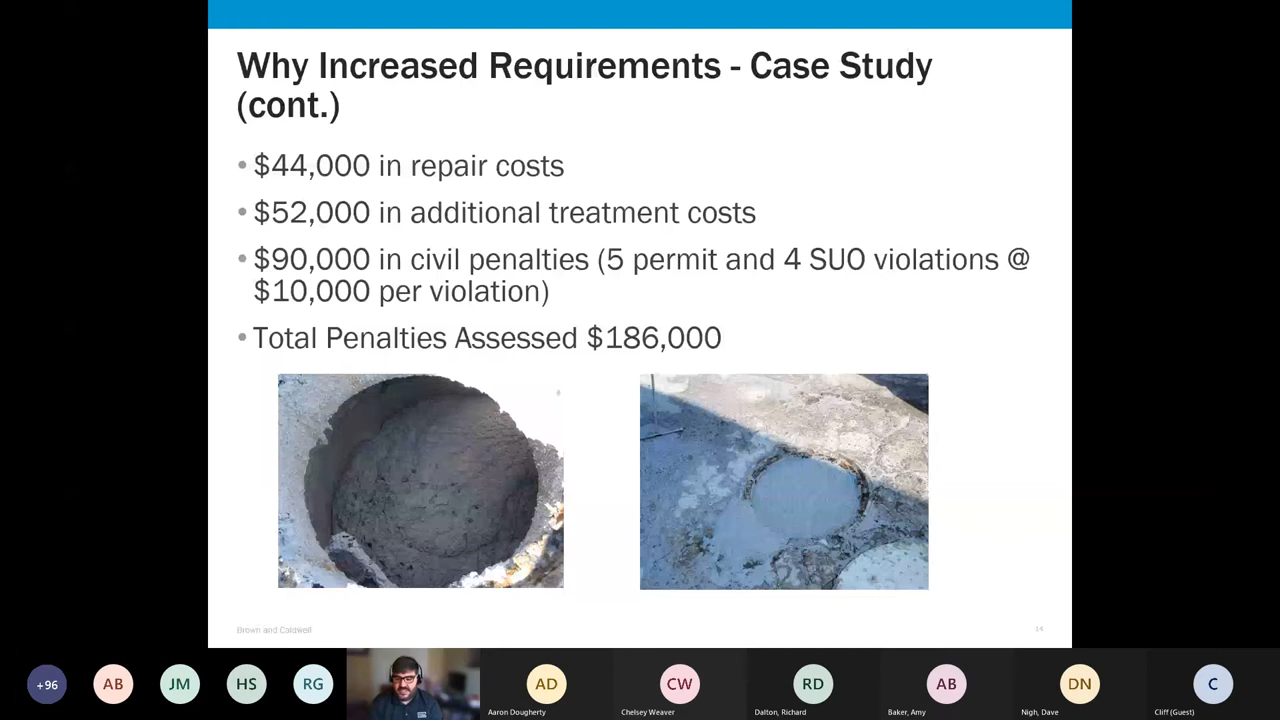 Why Increased Requirements - Case Study
(cont.)
• $44,000 in repair costs
• $52,000 in additional treatment costs
• $90,000 in civil penalties (5 permit and 4 SUO violations @
$10,000 per violation)
• Total Penalties Assessed $186,000
Brown and Caldwell
14
+96
AB
JM
HS
RG
AD
CW
RD
AB
DN
C
Aaron Dougherty
Chelsey Weaver
Dalton, Richard
Baker, Amy
Nigh, Dave
Cliff (Guest)